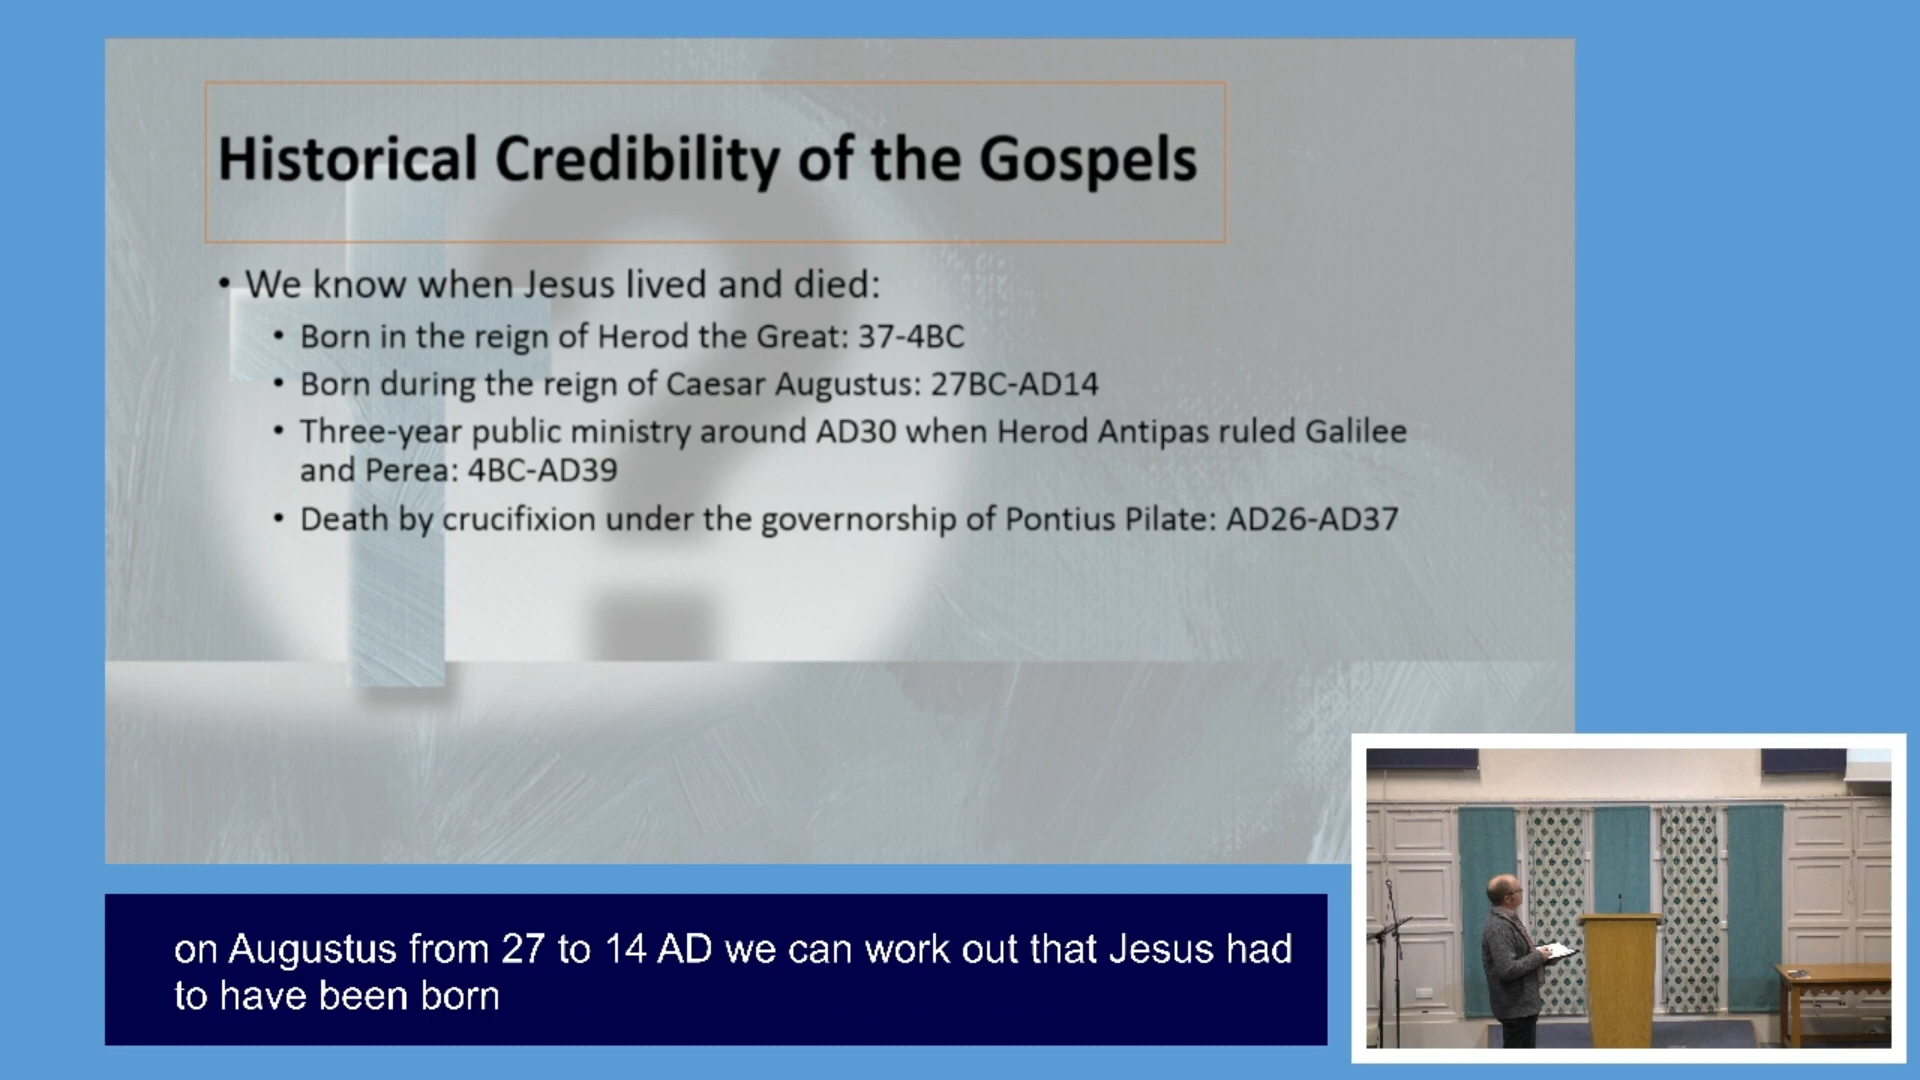 Historical Credibility of the Gospels
• We know when Jesus lived and died:
• Born in the reign of Herod the Great: 37-4BC
• Born during the reign of Caesar Augustus: 27BC-AD14
• Three-year public ministry around AD30 when Herod Antipas ruled Galilee
and Perea: 4BC-AD39
• Death by crucifixion under the governorship of Pontius Pilate: AD26-AD37
on Augustus from 27 to 14 AD we can work out that Jesus had
to have been born